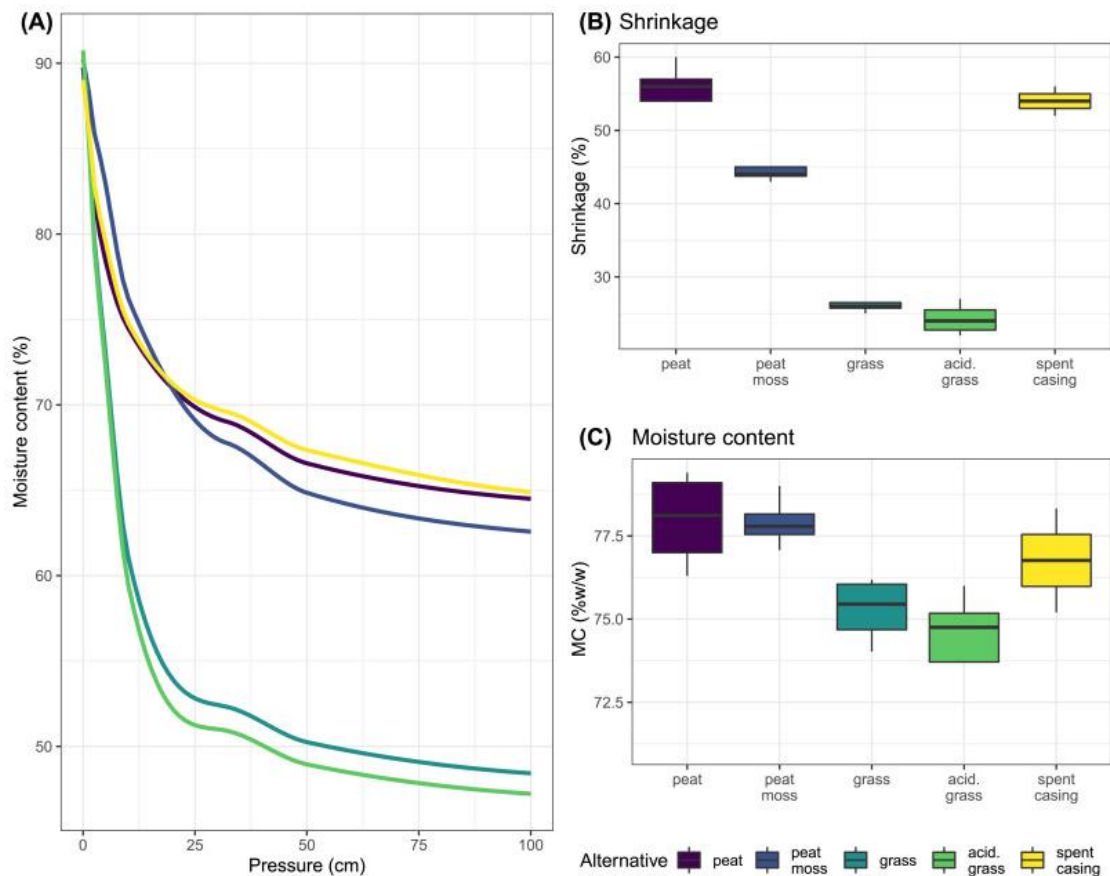 (A)
90
80
70
60
50
Moisture content (%)
0
25
50
75
100
Pressure (cm)
(B) Shrinkage
60
50
40
30
Shrinkage (%)
peat
peat
moss
grass
acid.
grass
spent
casing
(C) Moisture content
77.5
75.0
72.5
MC (%w/w)
peat
peat
moss
grass
acid.
grass
spent
casing
Alternative
peat
peat
moss
grass
acid.
grass
spent
casing